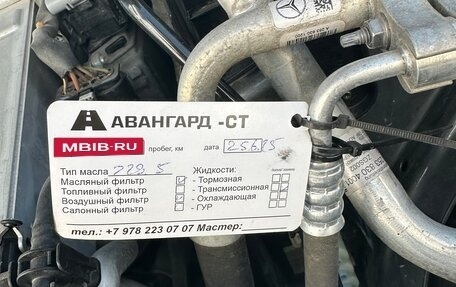 АВАНГАРД -СТ
MBIB-RU
пробег, км
дата
Тип масла 229.5
Масляный фильтр
Топливный фильтр
Воздушный фильтр
Салонный фильтр
Жидкости:
- Тормозная
- Трансмиссионная
- Охлаждающая
- ГУР
тел.: +7 978 223 07 07 Мастер: